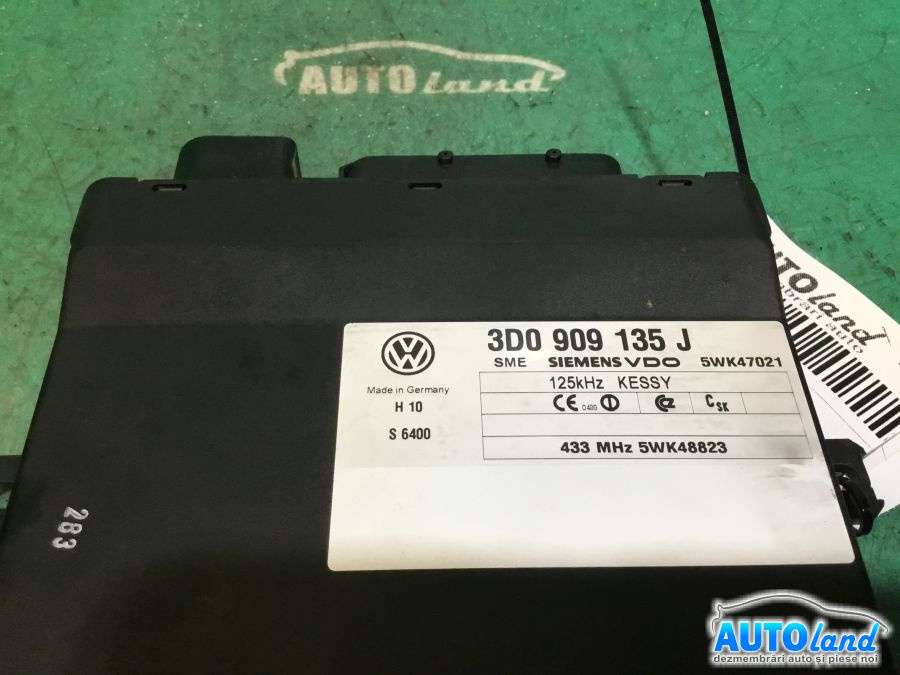 AUTOland
3D0 909 135 J
SME SIEMENS VDO 5WK47021
Made in Germany
125kHz KESSY
H 10
CE 0499
CSK
S 6400
433 MHz 5WK48823
283
AUTOland
dezmembrări auto și piese noi